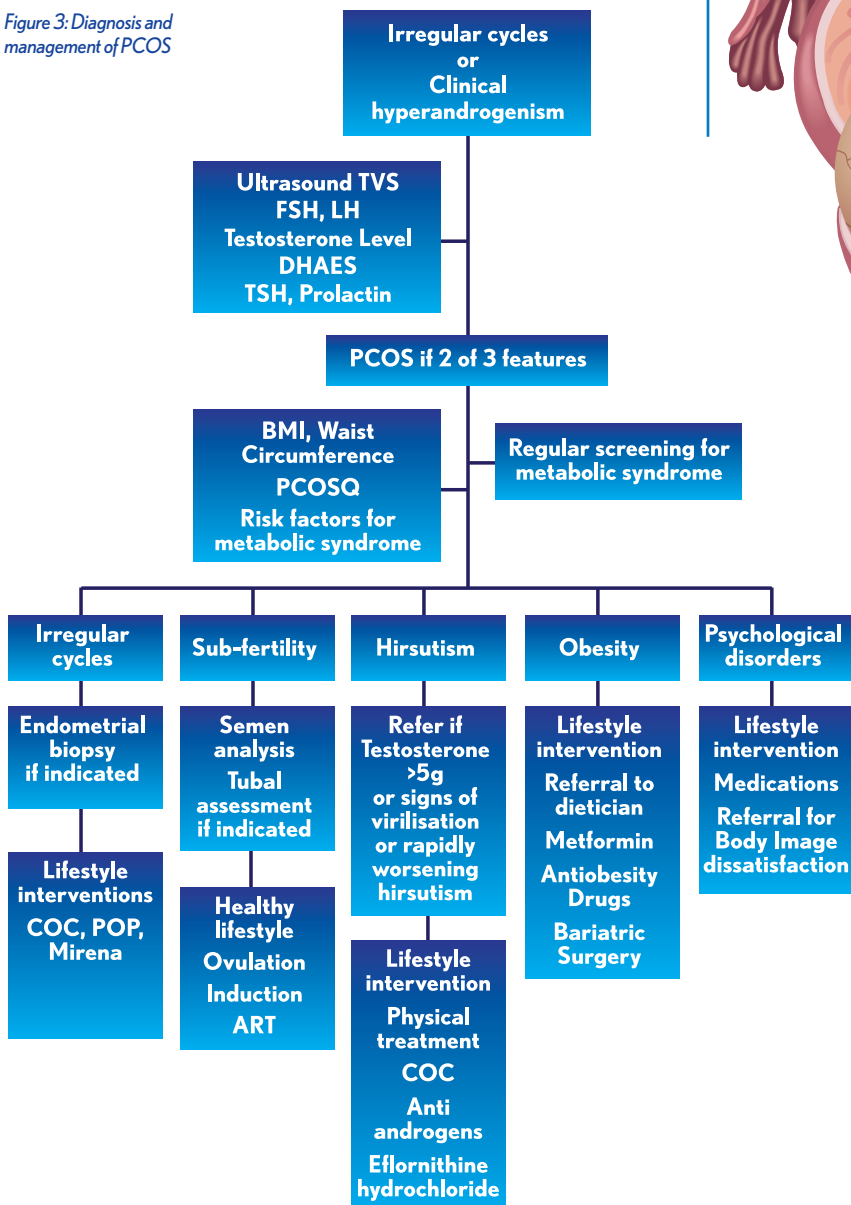 Figure 3: Diagnosis and
management of PCOS
Irregular cycles
or
Clinical
hyperandrogenism
Ultrasound TVS
FSH, LH
Testosterone Level
DHAES
TSH, Prolactin
PCOS if 2 of 3 features
BMI, Waist
Circumference
PCOSQ
Risk factors for
metabolic syndrome
Regular screening for
metabolic syndrome
Irregular
cycles
Sub-fertility
Hirsutism
Obesity
Psychological
disorders
Endometrial
biopsy
if indicated
Semen
analysis
Tubal
assessment
if indicated
Refer if
Testosterone
>5g
or signs of
virilisation
or rapidly
worsening
hirsutism
Lifestyle
intervention
Referral to
dietician
Metformin
Antiobesity
Drugs
Bariatric
Surgery
Lifestyle
intervention
Medications
Referral for
Body Image
dissatisfaction
Lifestyle
interventions
COC, POP,
Mirena
Healthy
lifestyle
Ovulation
Induction
ART
Lifestyle
intervention
Physical
treatment
COC
Anti
androgens
Eflornithine
hydrochloride